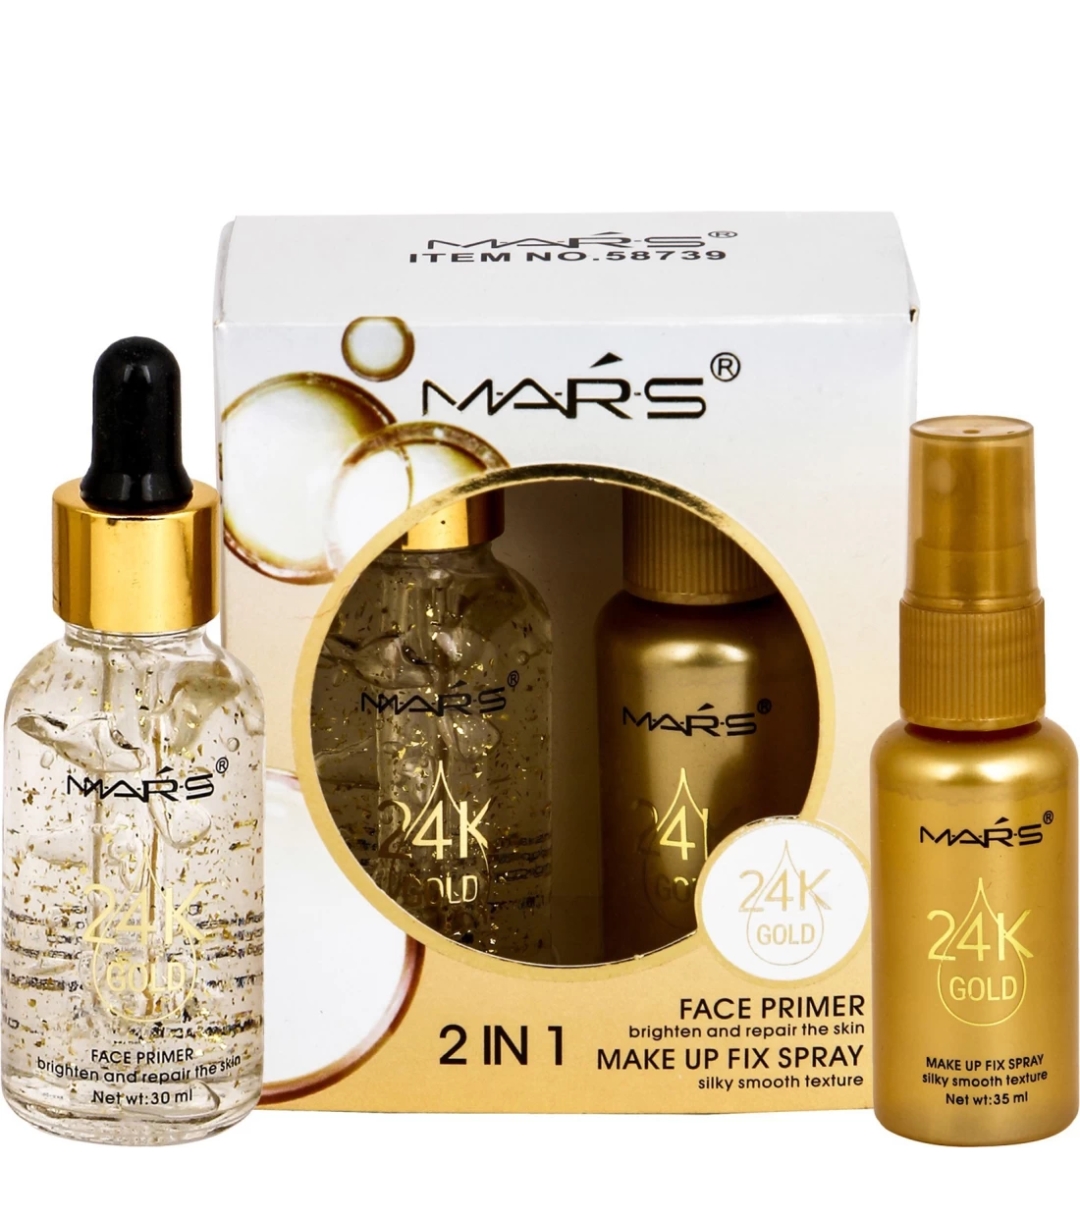 MARS®
ITEM NO.58739
MARS®
MARS®
24K
GOLD
MARS®
24K
GOLD
2 IN 1
FACE PRIMER
brighten and repair the skin
MAKE UP FIX SPRAY
silky smooth texture
MARS®
24K
GOLD
FACE PRIMER
brighten and repair the skin
Net wt:30 ml
MARS®
24K
GOLD
MAKE UP FIX SPRAY
silky smooth texture
Net wt:35 ml